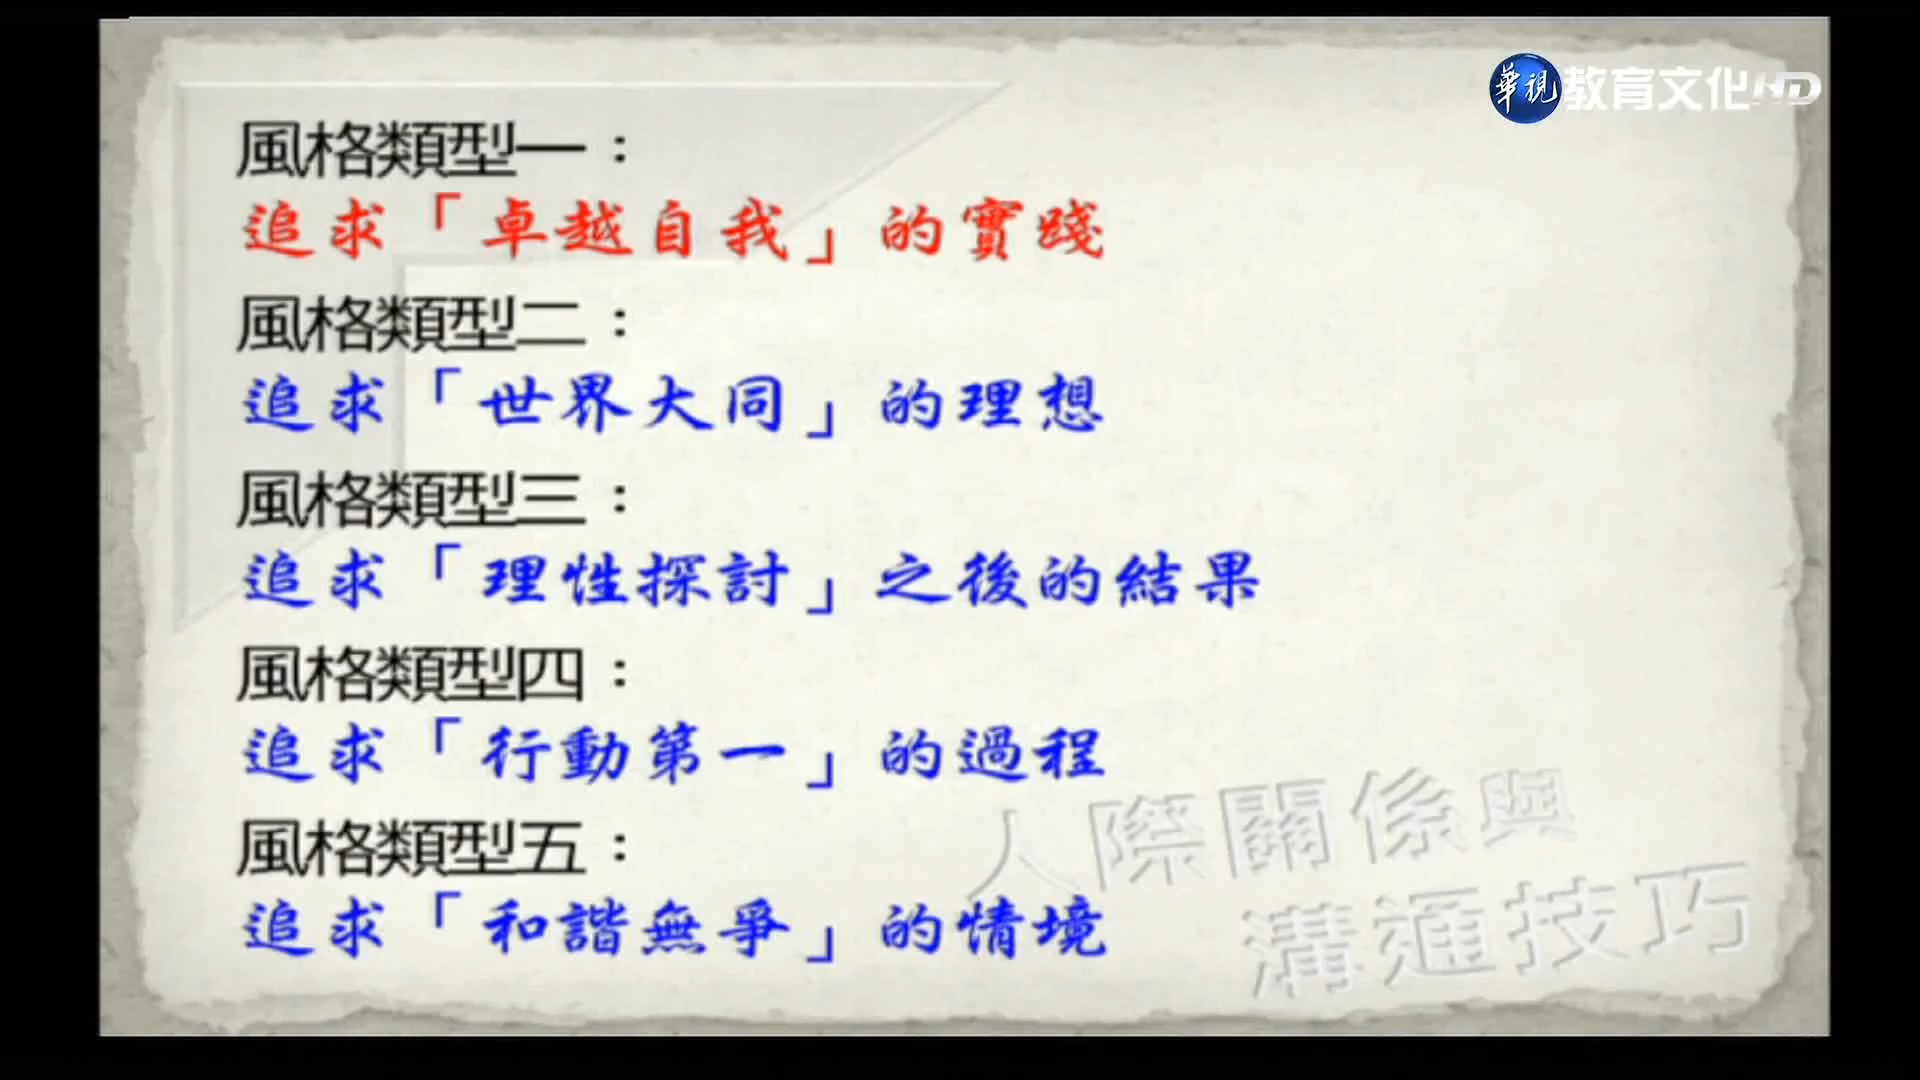 華視 教育文化HD
風格類型一：
追求「卓越自我」的實踐
風格類型二：
追求「世界大同」的理想
風格類型三：
追求「理性探討」之後的結果
風格類型四：
追求「行動第一」的過程
風格類型五：
追求「和諧無爭」的情境
人際關係與
溝通技巧